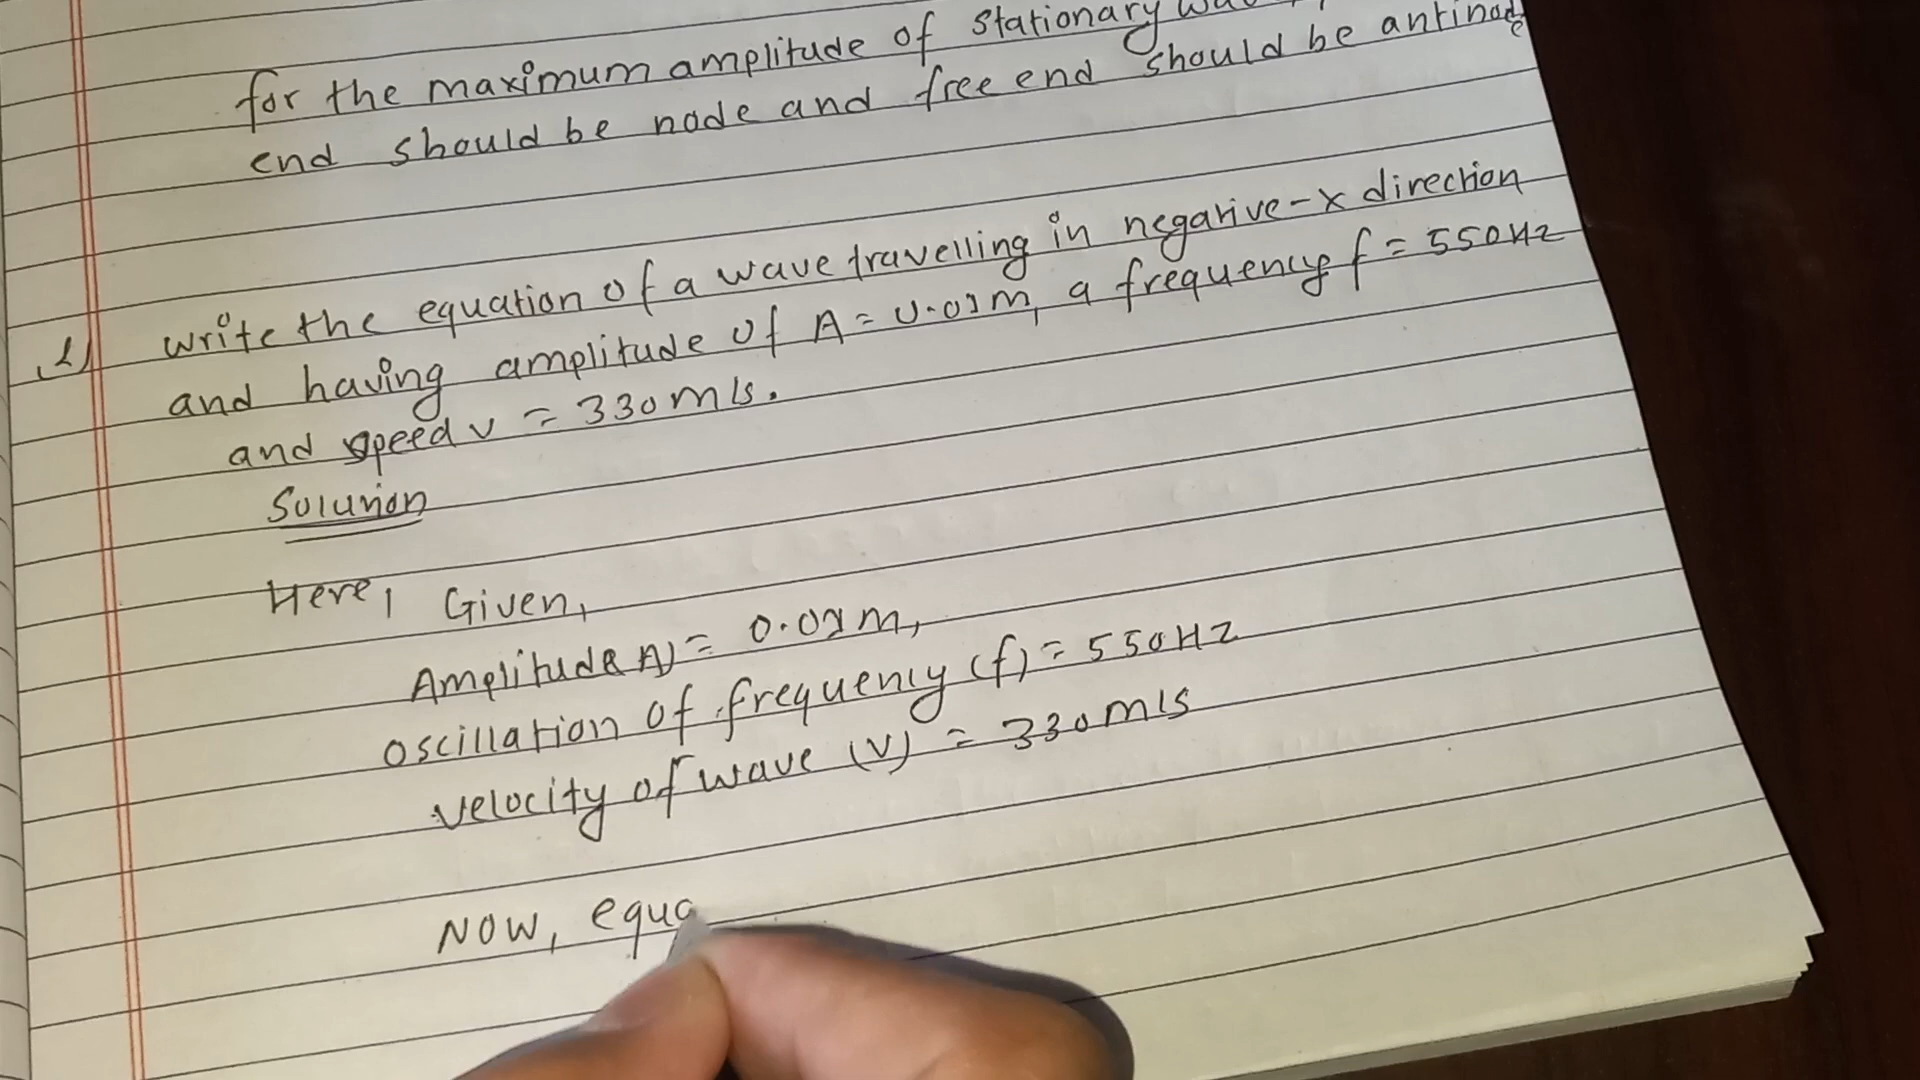 for the maximum amplitude of stationary
end should be node and free end should be antinode
write the equation of a wave travelling in negative-x direction
and having amplitude of A = 0.01m, a frequency f = 550Hz
and speed v = 330m/s.
Solution
Here, Given,
Amplitude(A) =
oscillation of frequency (f) = 550Hz
velocity of wave (v) = 330m/s
NOW, equa